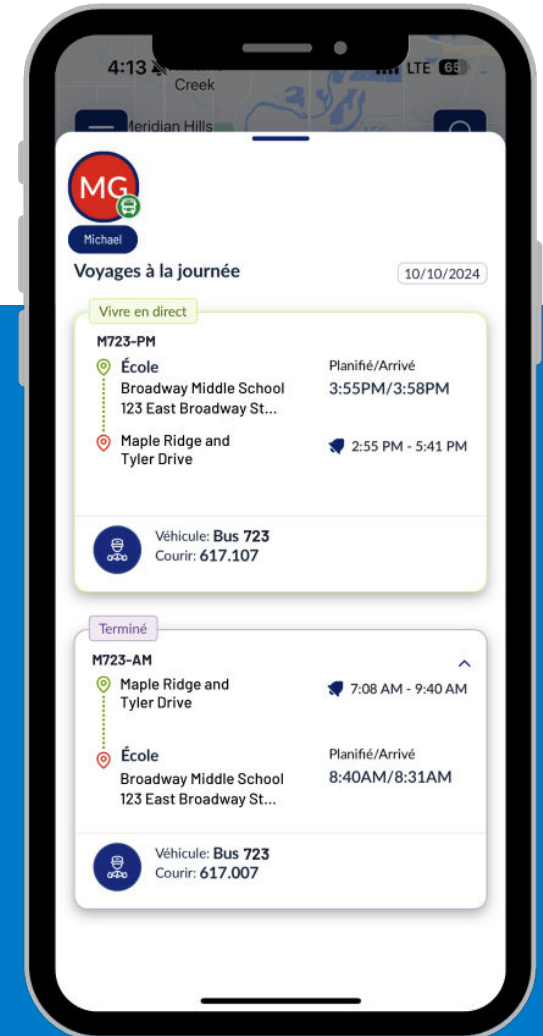 4:13
LTE 65
Creek
Meridian Hills
MG
Michael
Voyages à la journée
10/10/2024
Vivre en direct
M723-PM
École
Planifié/Arrivé
Broadway Middle School
3:55PM/3:58PM
123 East Broadway St...
Maple Ridge and
2:55 PM - 5:41 PM
Tyler Drive
Véhicule: Bus 723
Courir: 617.107
Terminé
M723-AM
Maple Ridge and
7:08 AM - 9:40 AM
Tyler Drive
École
Planifié/Arrivé
Broadway Middle School
8:40AM/8:31AM
123 East Broadway St...
Véhicule: Bus 723
Courir: 617.007